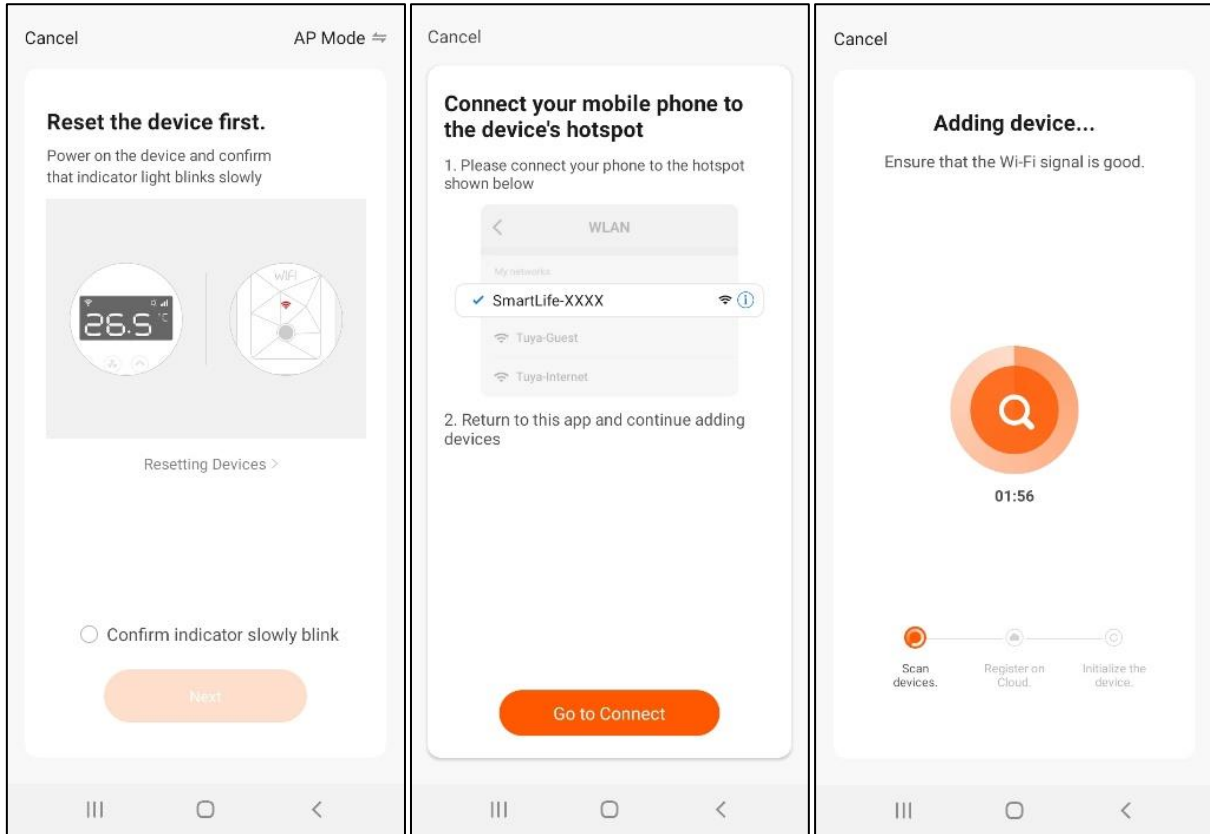 Cancel
AP Mode
Reset the device first.
Power on the device and confirm
that indicator light blinks slowly
WIFI
26.5 °C
Resetting Devices >
Confirm indicator slowly blink
Next
Cancel
Connect your mobile phone to
the device's hotspot
1. Please connect your phone to the hotspot
shown below
WLAN
My networks
SmartLife-XXXX
Tuya-Guest
Tuya-Internet
2. Return to this app and continue adding
devices
Go to Connect
Cancel
Adding device...
Ensure that the Wi-Fi signal is good.
01:56
Scan
devices.
Register on
Cloud.
Initialize the
device.